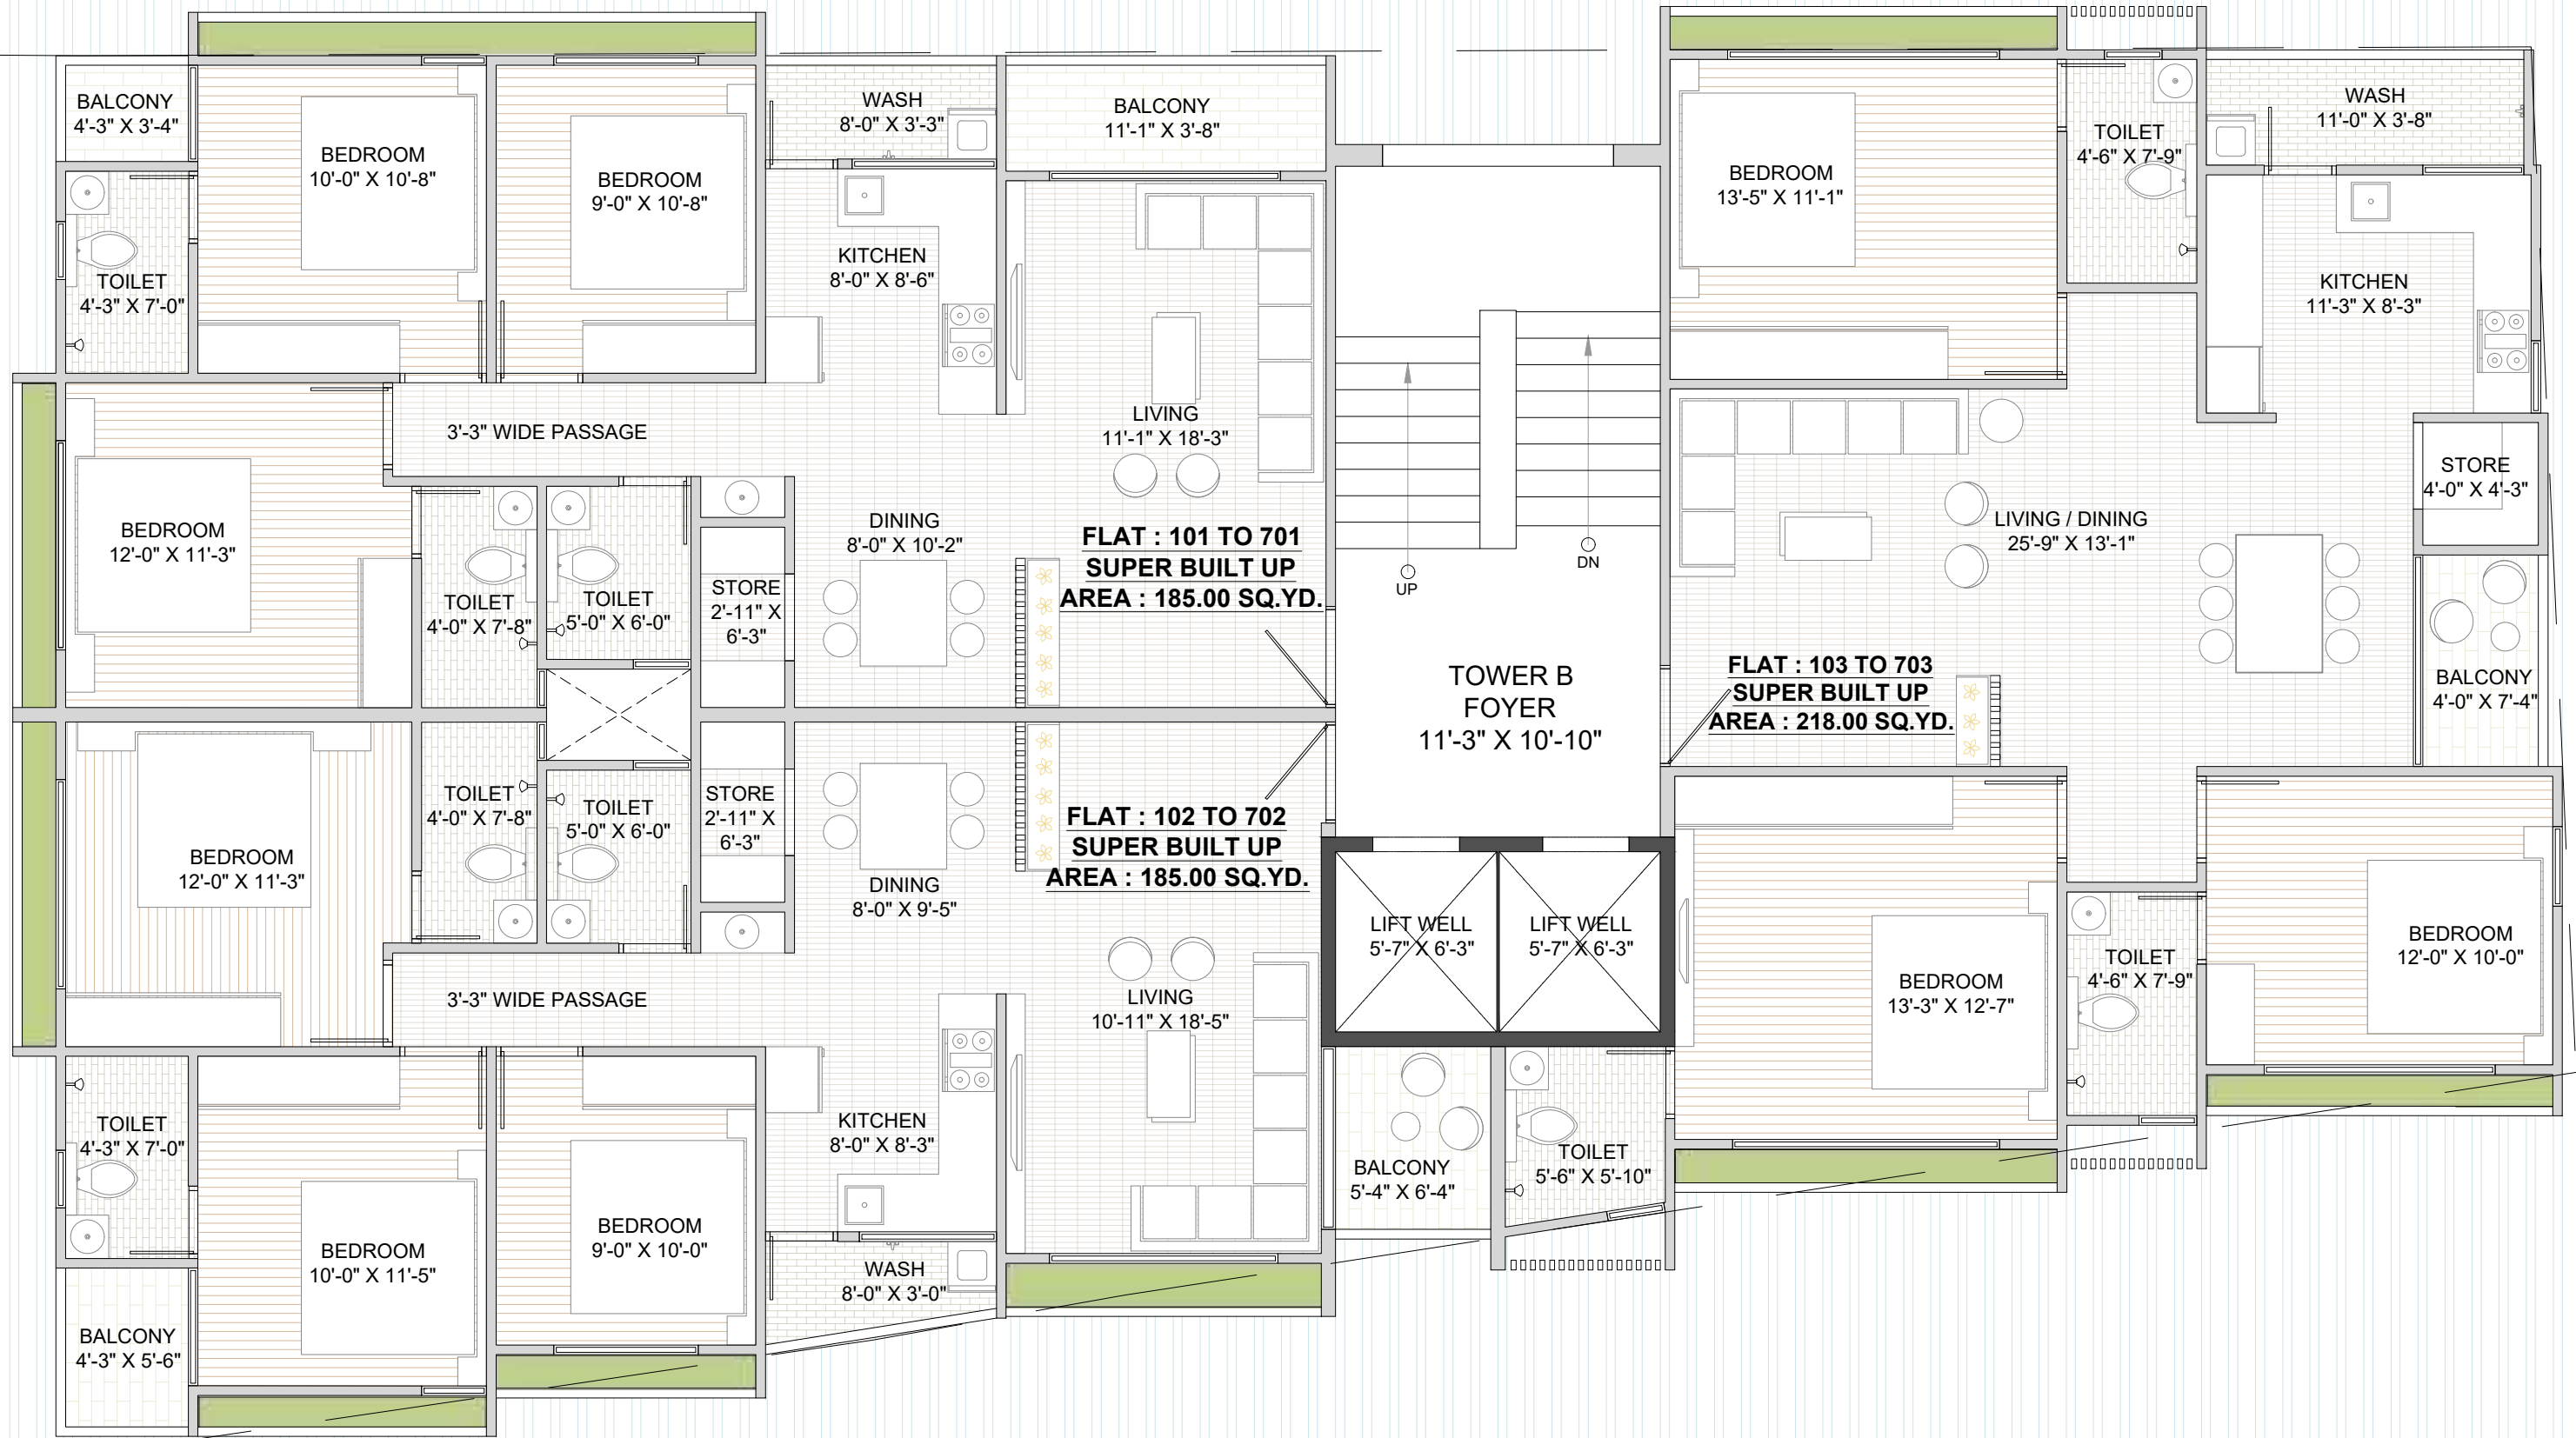 BALCONY
4'-3" X 3'-4"
BEDROOM
10'-0" X 10'-8"
BEDROOM
9'-0" X 10'-8"
WASH
8'-0" X 3'-3"
BALCONY
11'-1" X 3'-8"
TOILET
4'-3" X 7'-0"
KITCHEN
8'-0" X 8'-6"
3'-3" WIDE PASSAGE
LIVING
11'-1" X 18'-3"
BEDROOM
12'-0" X 11'-3"
TOILET
4'-0" X 7'-8"
TOILET
5'-0" X 6'-0"
STORE
2'-11" X
6'-3"
DINING
8'-0" X 10'-2"
FLAT : 101 TO 701
SUPER BUILT UP
AREA : 185.00 SQ.YD.
BEDROOM
12'-0" X 11'-3"
TOILET
4'-0" X 7'-8"
TOILET
5'-0" X 6'-0"
STORE
2'-11" X
6'-3"
DINING
8'-0" X 9'-5"
FLAT : 102 TO 702
SUPER BUILT UP
AREA : 185.00 SQ.YD.
3'-3" WIDE PASSAGE
LIVING
10'-11" X 18'-5"
TOILET
4'-3" X 7'-0"
KITCHEN
8'-0" X 8'-3"
BEDROOM
10'-0" X 11'-5"
BEDROOM
9'-0" X 10'-0"
WASH
8'-0" X 3'-0"
BALCONY
4'-3" X 5'-6"
UP
DN
TOWER B
FOYER
11'-3" X 10'-10"
LIFT WELL
5'-7" X 6'-3"
LIFT WELL
5'-7" X 6'-3"
BALCONY
5'-4" X 6'-4"
TOILET
5'-6" X 5'-10"
BEDROOM
13'-5" X 11'-1"
TOILET
4'-6" X 7'-9"
WASH
11'-0" X 3'-8"
KITCHEN
11'-3" X 8'-3"
STORE
4'-0" X 4'-3"
LIVING / DINING
25'-9" X 13'-1"
FLAT : 103 TO 703
SUPER BUILT UP
AREA : 218.00 SQ.YD.
BALCONY
4'-0" X 7'-4"
BEDROOM
13'-3" X 12'-7"
TOILET
4'-6" X 7'-9"
BEDROOM
12'-0" X 10'-0"